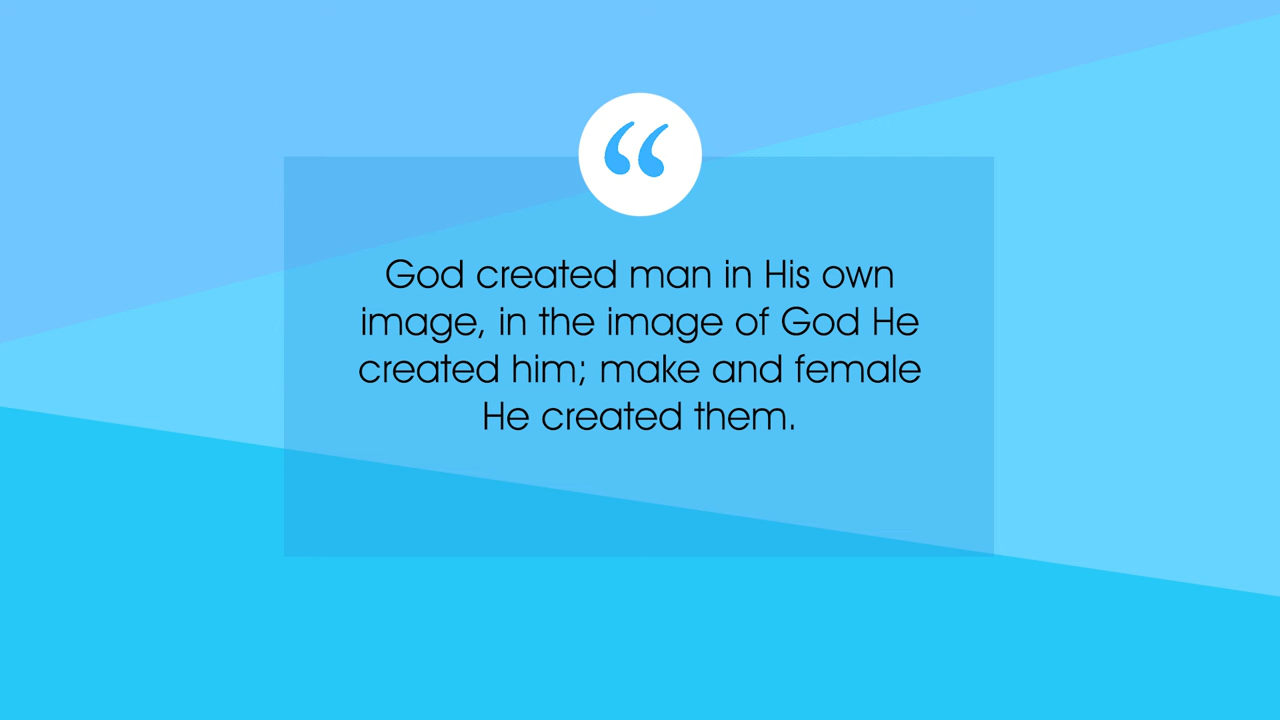 “
God created man in His own
image, in the image of God He
created him; make and female
He created them.